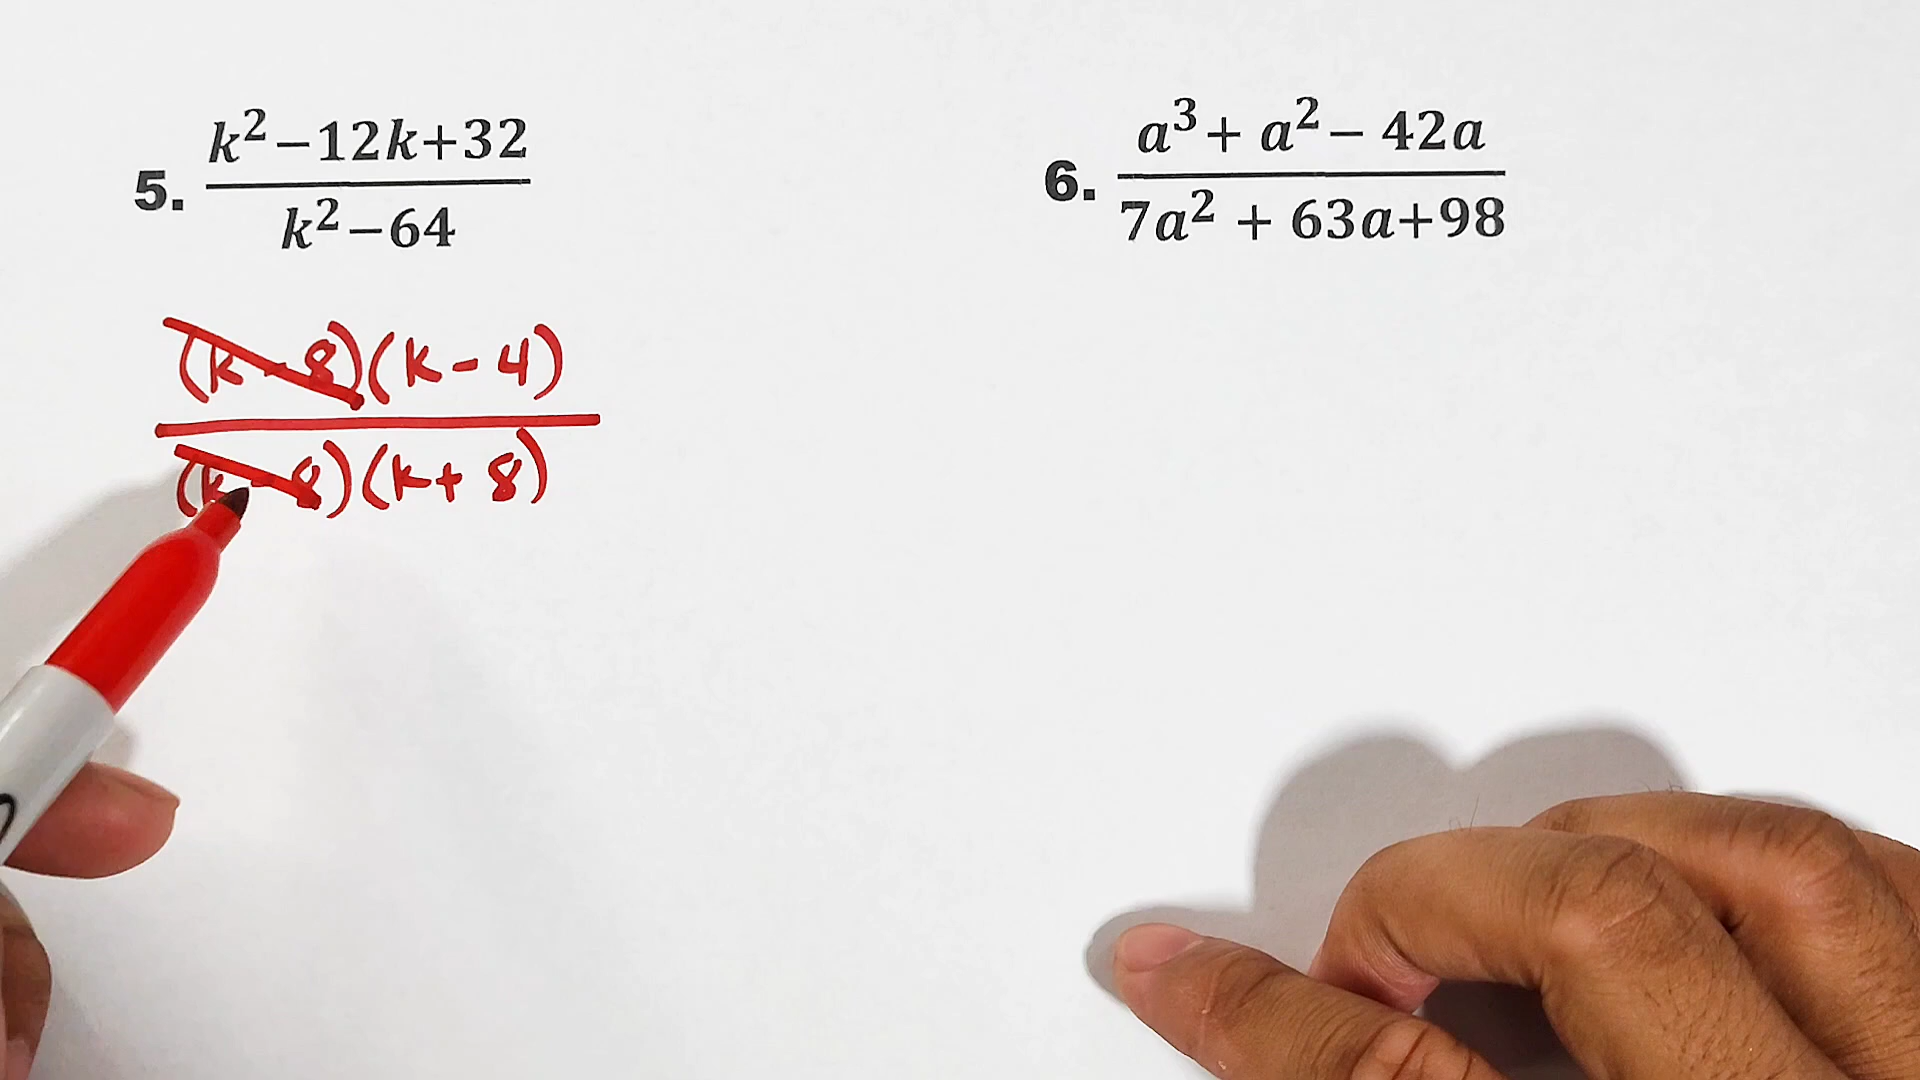 5. k²−12k+32
k²−64
6. a³+ a²− 42a
7a² + 63a+98
(k - 8)(k - 4)
(k - 8)(k + 8)